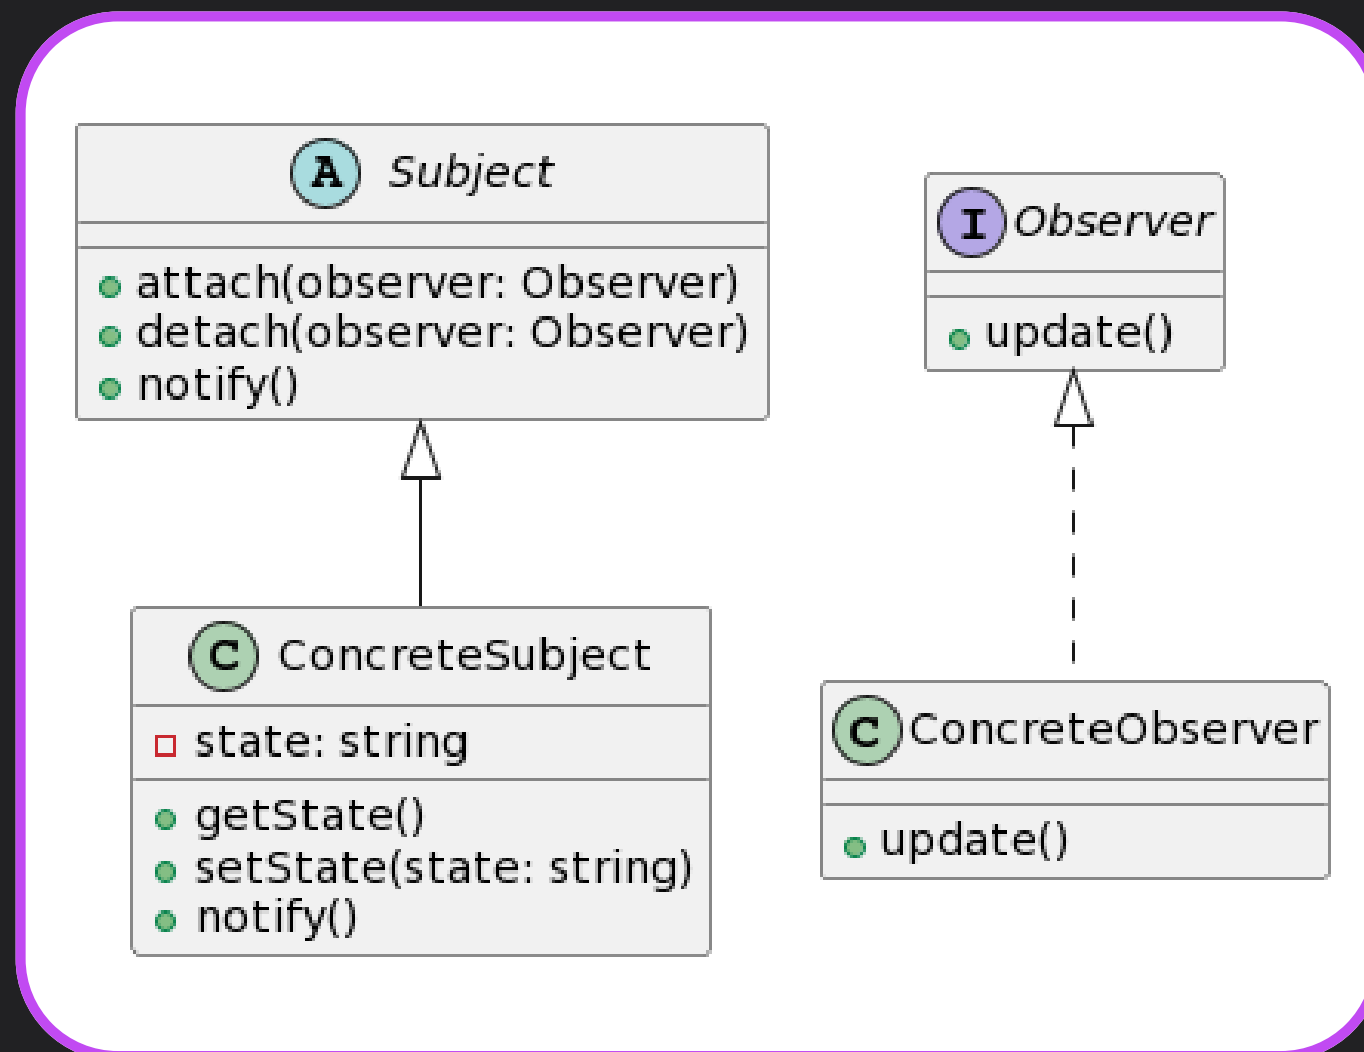 A Subject
attach(observer: Observer)
detach(observer: Observer)
notify()
I Observer
update()
C ConcreteSubject
state: string
getState()
setState(state: string)
notify()
C ConcreteObserver
update()